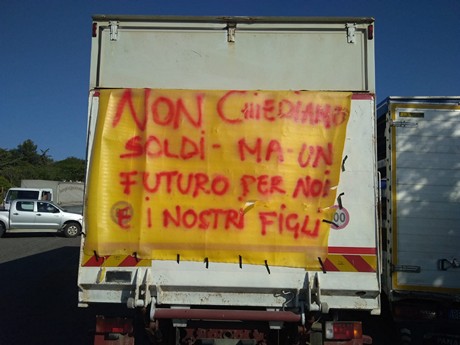 NON CHIEDIAMO
SOLDI - MA - UN
FUTURO PER NOI
E I NOSTRI FIGLI